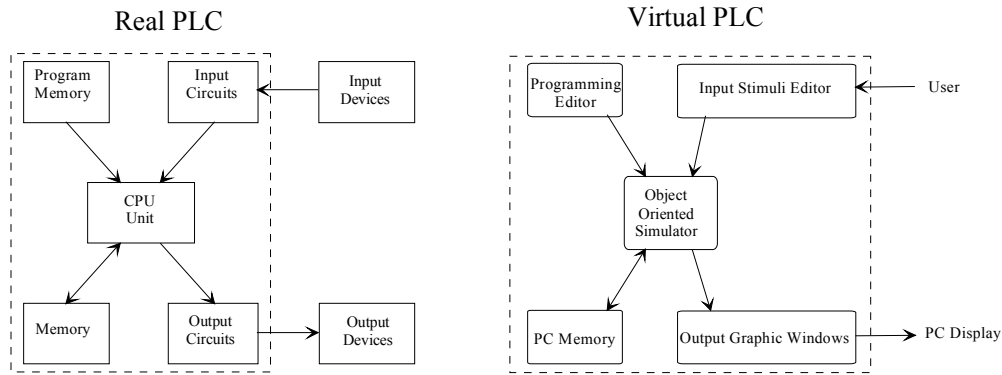 Real PLC
Program
Memory
Input
Circuits
Input
Devices
CPU
Unit
Memory
Output
Circuits
Output
Devices
Virtual PLC
Programming
Editor
Input Stimuli Editor
User
Object
Oriented
Simulator
PC Memory
Output Graphic Windows
PC Display